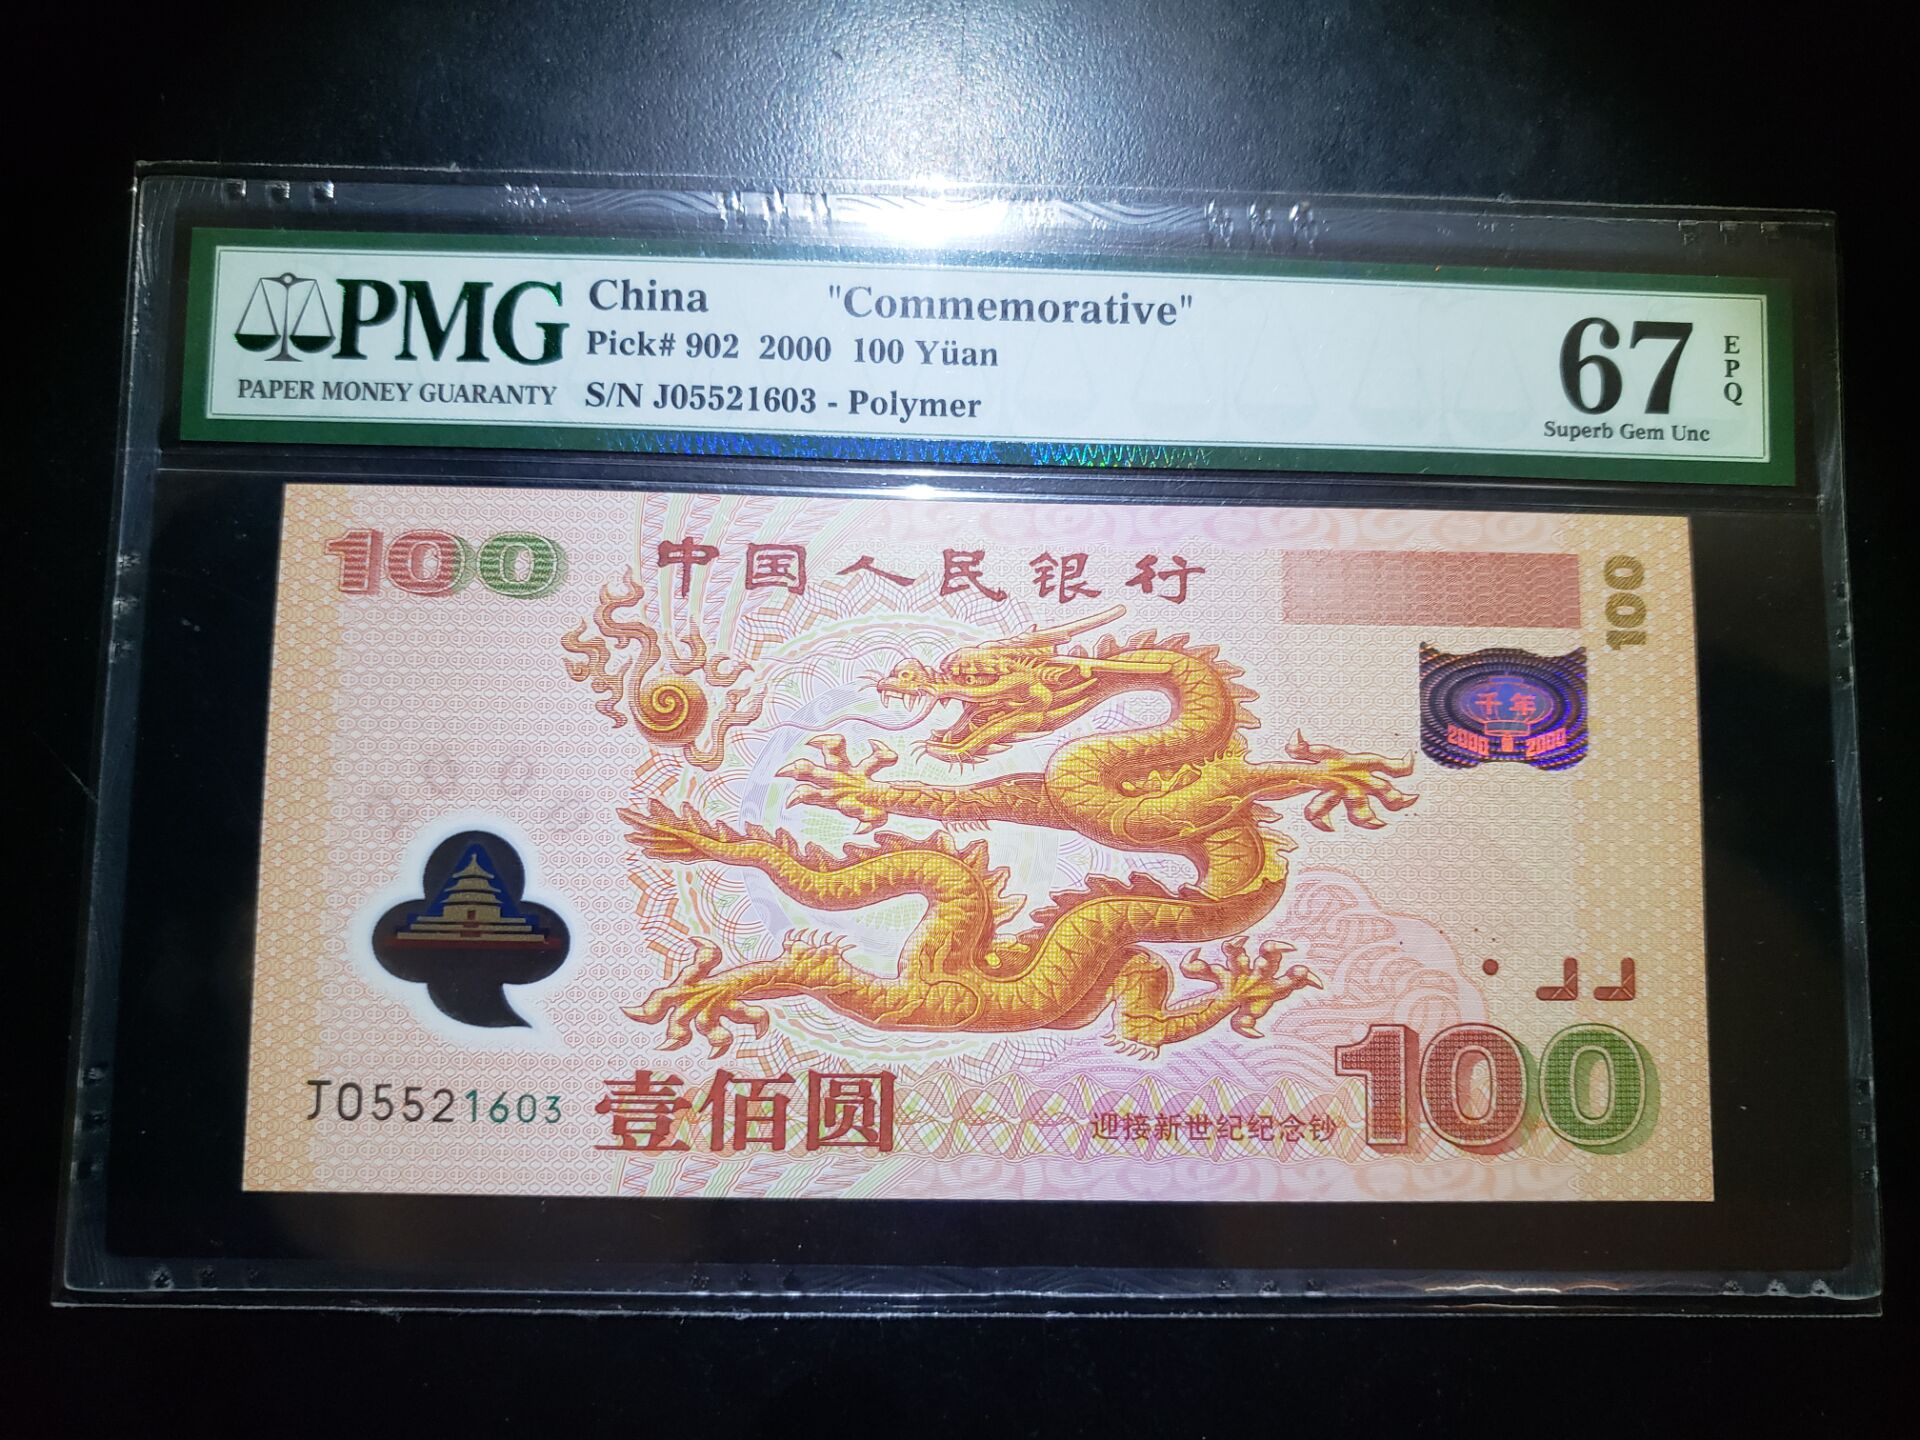 PMG
PAPER MONEY GUARANTY
China "Commemorative"
Pick# 902 2000 100 Yüan
S/N J05521603 - Polymer
67
EPQ
Superb Gem Unc
100
中国人民银行
100
千年
2000 2000
J05521603
壹佰圆
迎接新世纪纪念钞
100